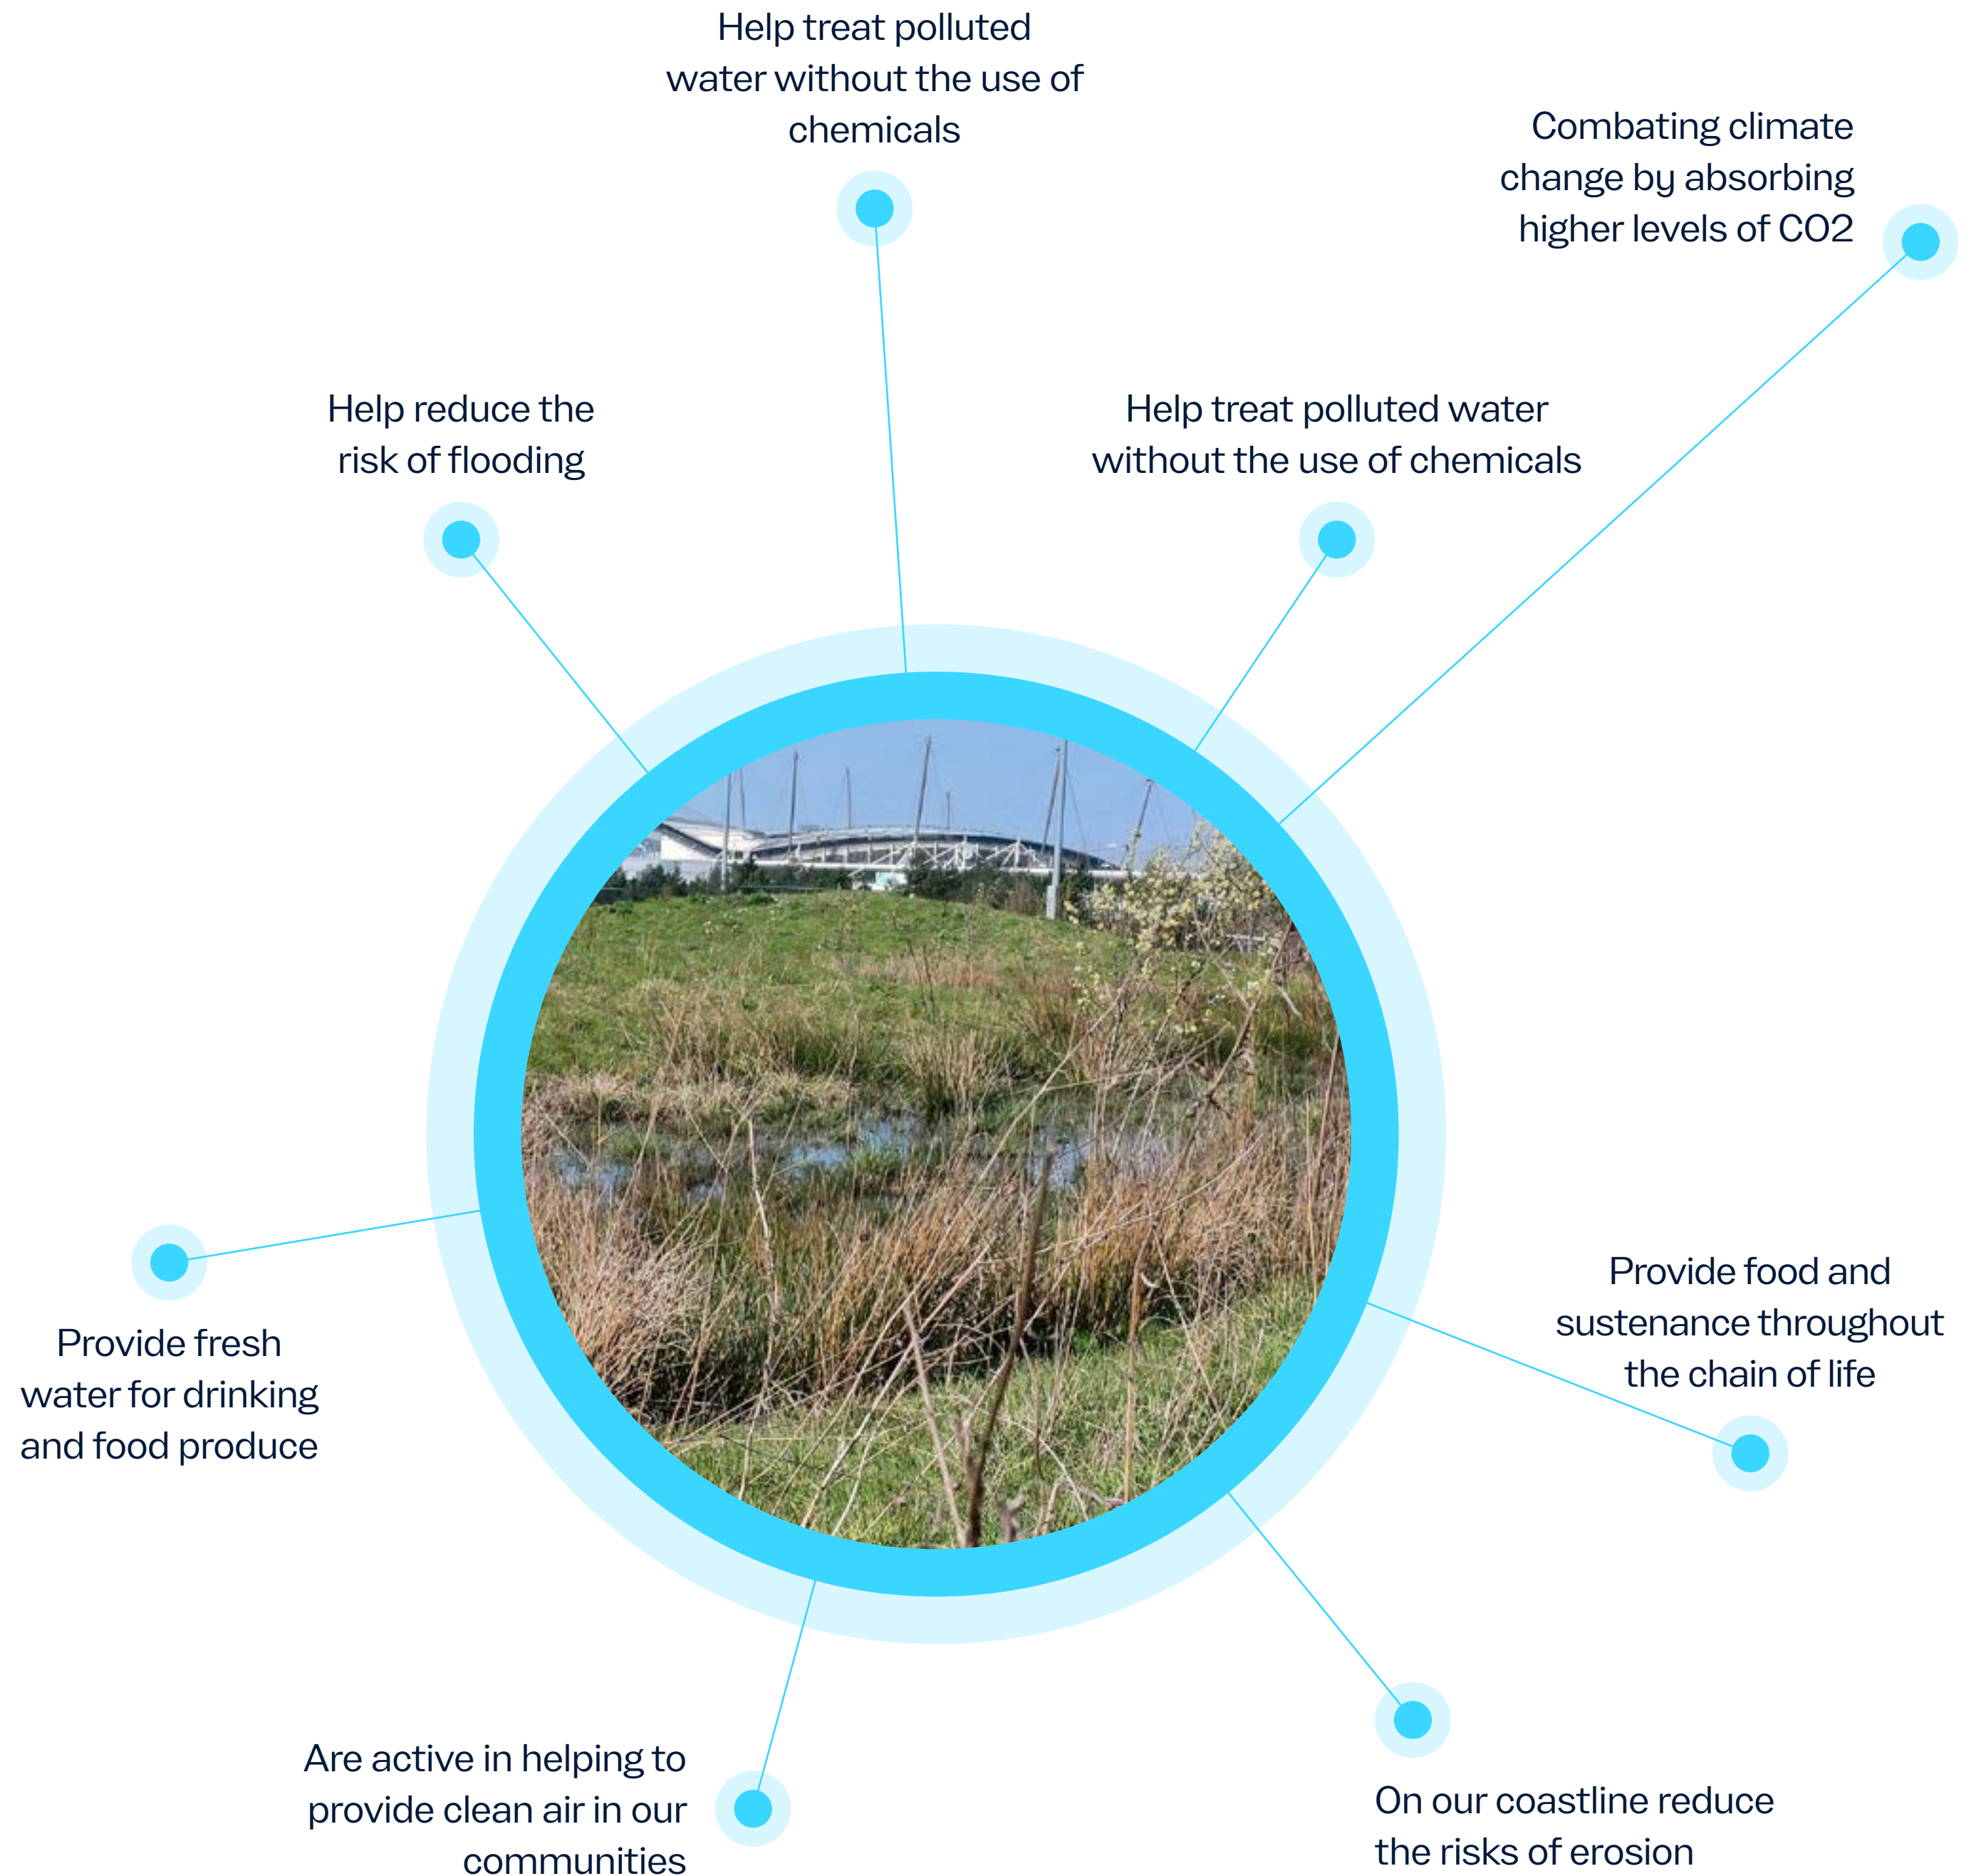 Help treat polluted
water without the use of
chemicals
Combating climate
change by absorbing
higher levels of CO2
Help reduce the
risk of flooding
Help treat polluted water
without the use of chemicals
Provide fresh
water for drinking
and food produce
Provide food and
sustenance throughout
the chain of life
Are active in helping to
provide clean air in our
communities
On our coastline reduce
the risks of erosion